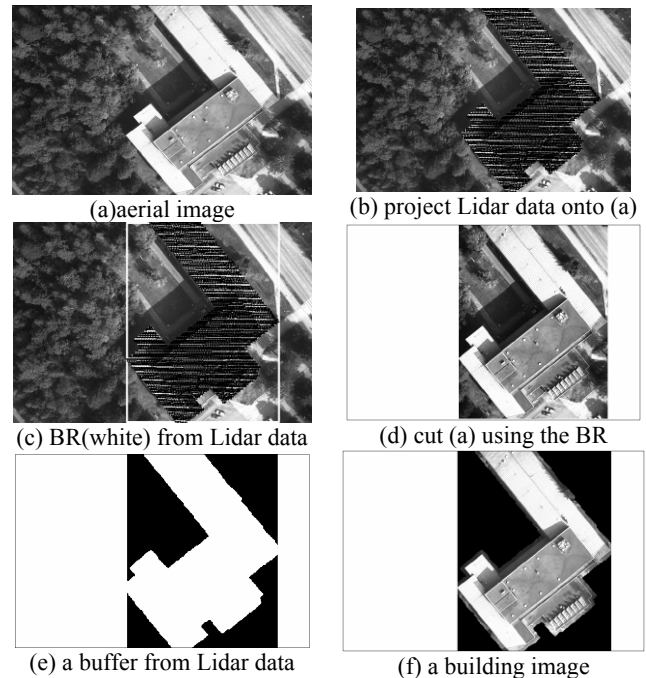 (a)aerial image
(b) project Lidar data onto (a)
(c) BR(white) from Lidar data
(d) cut (a) using the BR
(e) a buffer from Lidar data
(f) a building image